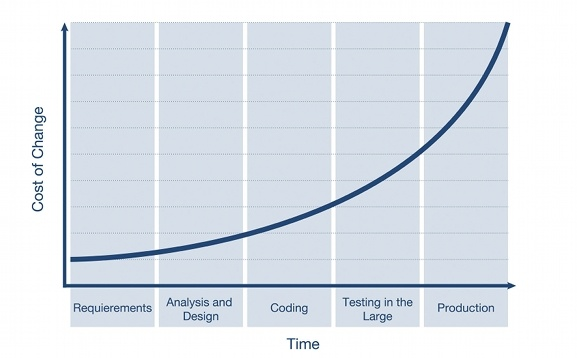 Cost of Change
Requierements
Analysis and
Design
Coding
Testing in the
Large
Production
Time